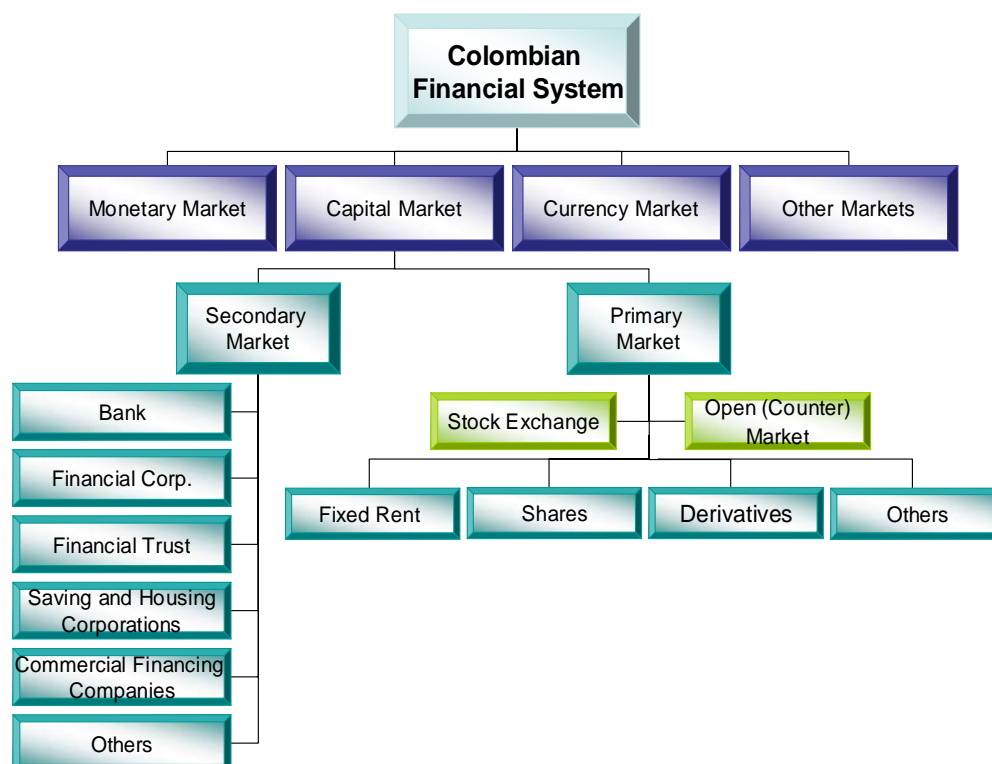 Colombian
Financial System
Monetary Market
Capital Market
Currency Market
Other Markets
Secondary
Market
Primary
Market
Bank
Financial Corp.
Financial Trust
Saving and Housing
Corporations
Commercial Financing
Companies
Others
Stock Exchange
Open (Counter)
Market
Fixed Rent
Shares
Derivatives
Others